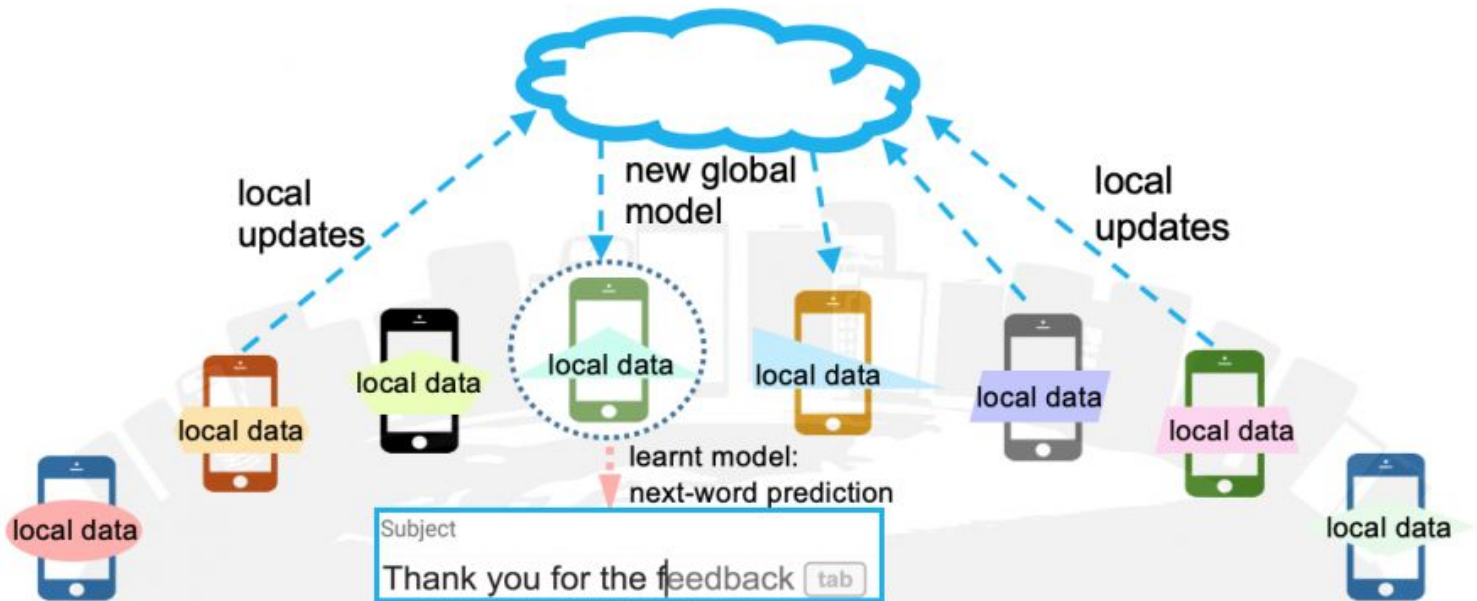 new global
model
local
updates
local
updates
local data
local data
local data
local data
local data
local data
local data
local data
learnt model:
next-word prediction
Subject
Thank you for the feedback tab